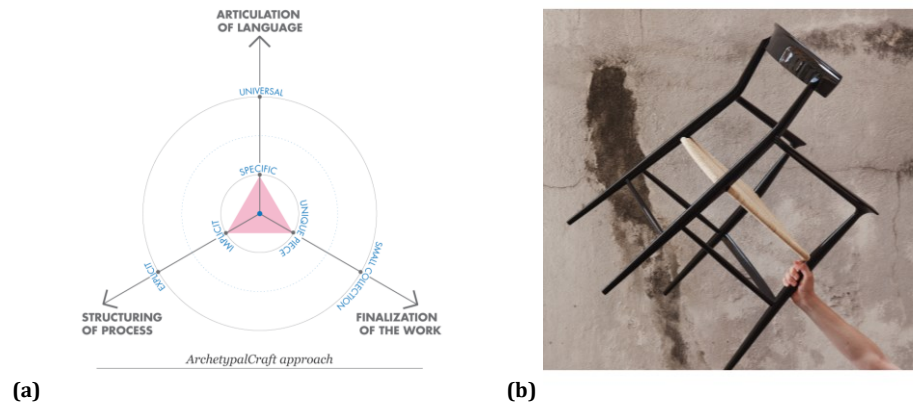 ARTICULATION
OF LANGUAGE
UNIVERSAL
SPECIFIC
IMPLICIT
UNIQUE PIECE
EXPLICIT
SMALL COLLECTION
STRUCTURING
OF PROCESS
FINALIZATION
OF THE WORK
ArchetypalCraft approach
(a)
(b)